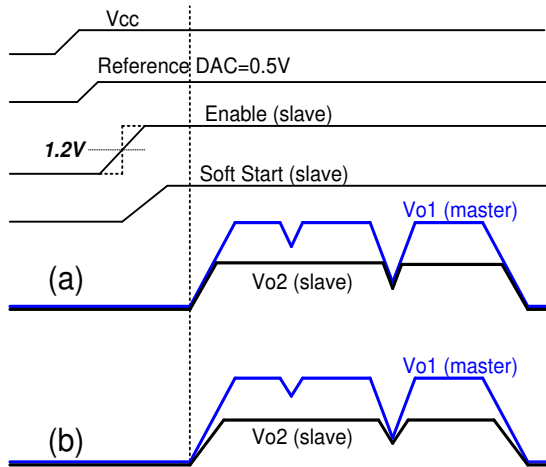 Vcc
Reference DAC=0.5V
Enable (slave)
1.2V
Soft Start (slave)
Vo1 (master)
(a)
Vo2 (slave)
Vo1 (master)
(b)
Vo2 (slave)